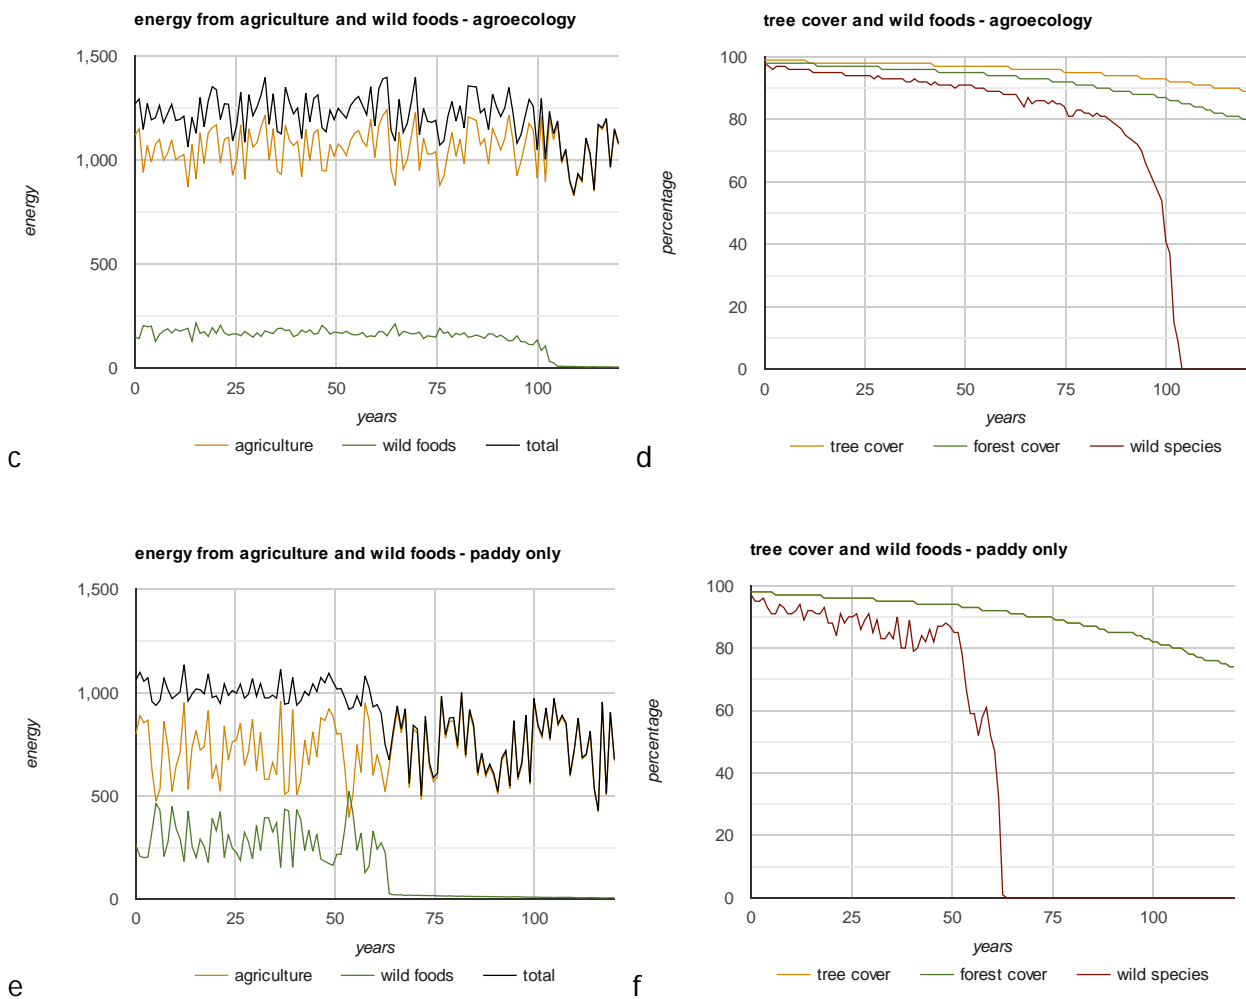 energy from agriculture and wild foods - agroecology
1,500
1,000
500
0
energy
0 25 50 75 100
years
agriculture wild foods total
c
tree cover and wild foods - agroecology
100
80
60
40
20
0
percentage
0 25 50 75 100
years
tree cover forest cover wild species
d
energy from agriculture and wild foods - paddy only
1,500
1,000
500
0
energy
0 25 50 75 100
years
agriculture wild foods total
e
tree cover and wild foods - paddy only
100
80
60
40
20
0
percentage
0 25 50 75 100
years
tree cover forest cover wild species
f